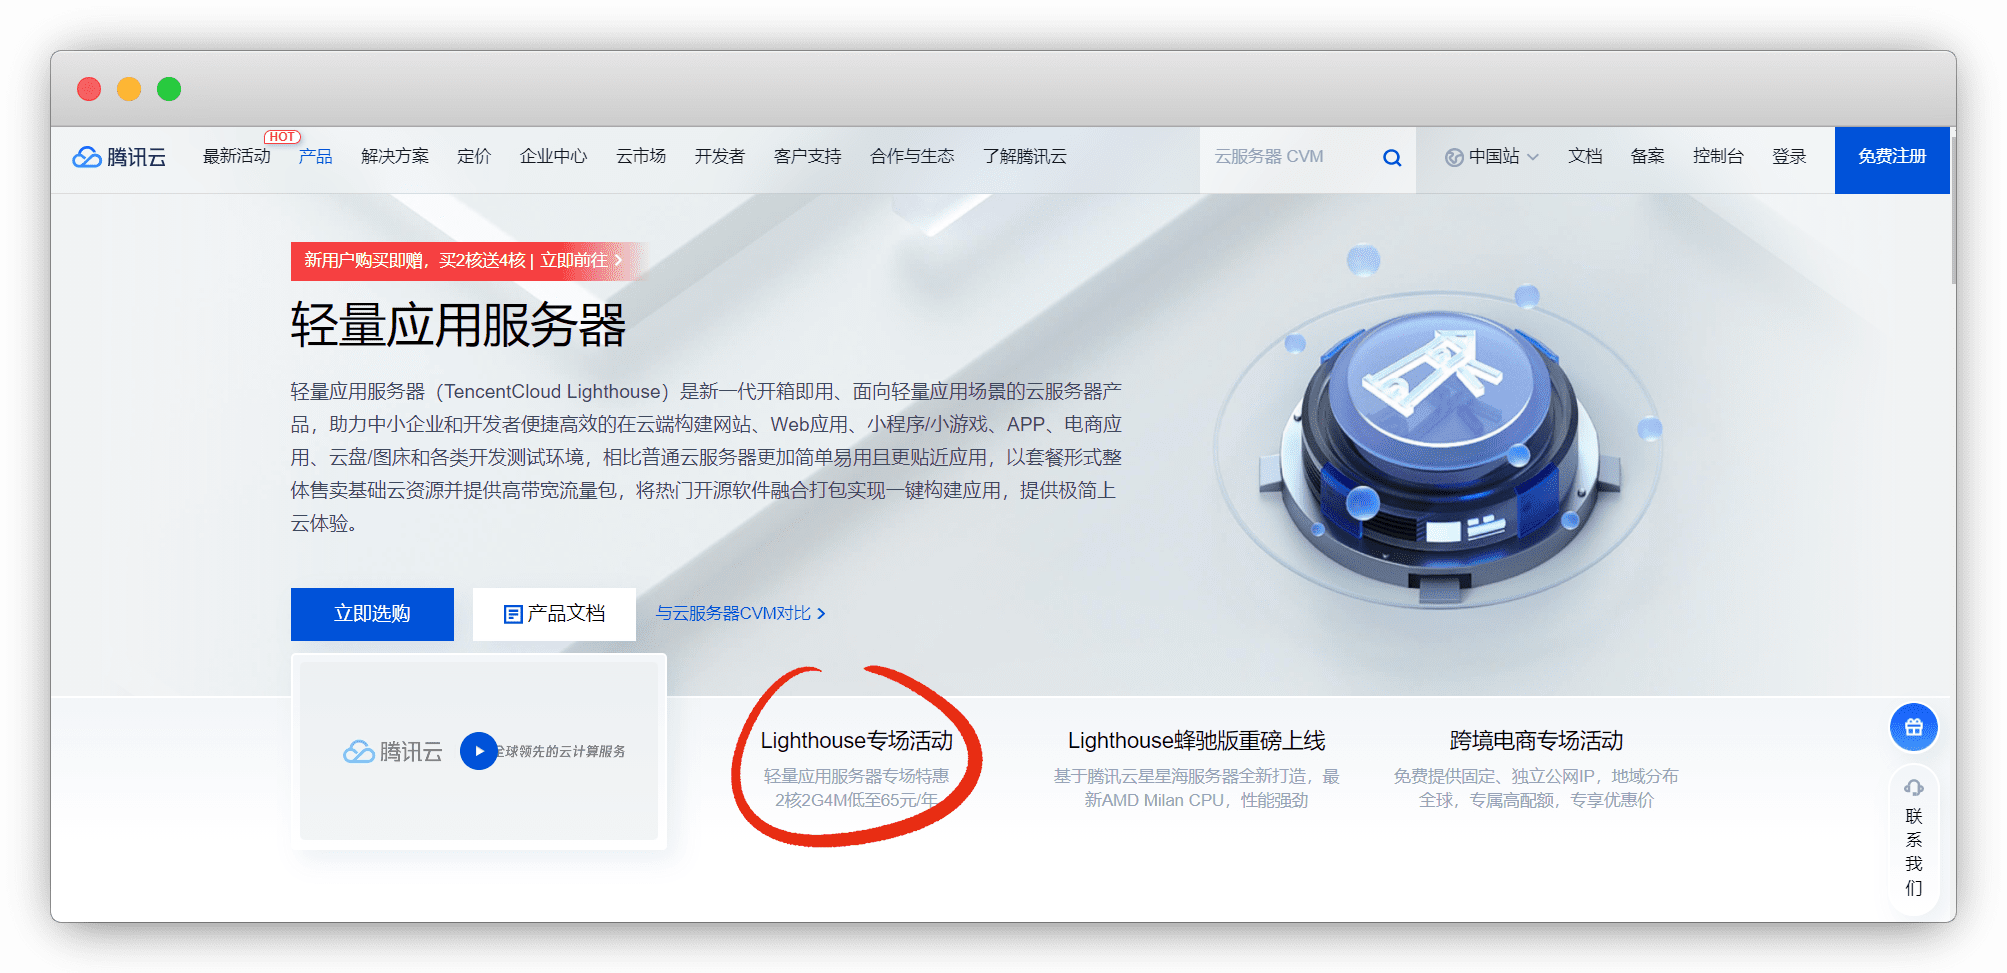 HOT
腾讯云
最新活动
产品
解决方案
定价
企业中心
云市场
开发者
客户支持
合作与生态
了解腾讯云
云服务器 CVM
中国站
文档
备案
控制台
登录
免费注册
新用户购买即赠，买2核送4核 | 立即前往 >
轻量应用服务器
轻量应用服务器（TencentCloud Lighthouse）是新一代开箱即用、面向轻量应用场景的云服务器产
品，助力中小企业和开发者便捷高效的在云端构建网站、Web应用、小程序/小游戏、APP、电商应
用、云盘/图床和各类开发测试环境，相比普通云服务器更加简单易用且更贴近应用，以套餐形式整
体售卖基础云资源并提供高带宽流量包，将热门开源软件融合打包实现一键构建应用，提供极简上
云体验。
立即选购
产品文档
与云服务器CVM对比 >
腾讯云
全球领先的云计算服务
Lighthouse专场活动
轻量应用服务器专场特惠
2核2G4M低至65元/年
Lighthouse蜂驰版重磅上线
基于腾讯云星星海服务器全新打造，最
新AMD Milan CPU，性能强劲
跨境电商专场活动
免费提供固定、独立公网IP，地域分布
全球，专属高配额，专享优惠价
联
系
我
们